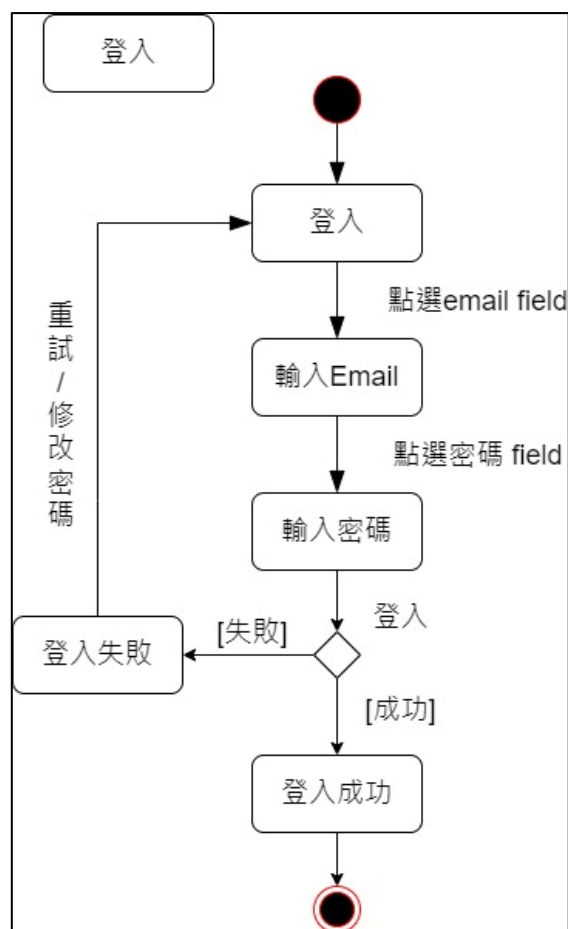 登入
登入
點選email field
輸入Email
點選密碼 field
重試/修改密碼
輸入密碼
登入
[失敗]
登入失敗
[成功]
登入成功